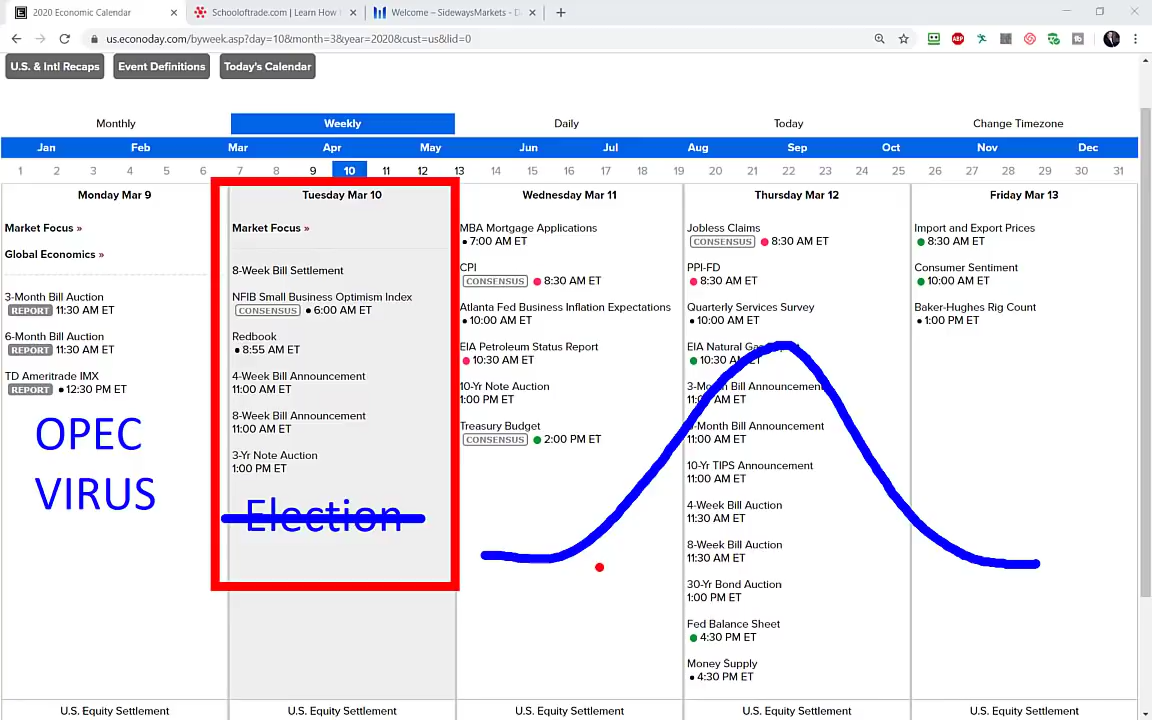 2020 Economic Calendar
Schooloftrade.com | Learn How
Welcome – SidewaysMarkets - D
us.econoday.com/byweek.asp?day=10&month=3&year=2020&cust=us&lid=0
U.S. & Intl Recaps
Event Definitions
Today's Calendar
Monthly
Weekly
Daily
Today
Change Timezone
Jan Feb Mar Apr May Jun Jul Aug Sep Oct Nov Dec
1 2 3 4 5 6 7 8 9 10 11 12 13 14 15 16 17 18 19 20 21 22 23 24 25 26 27 28 29 30 31
Monday Mar 9
Market Focus »
Global Economics »
3-Month Bill Auction
REPORT 11:30 AM ET
6-Month Bill Auction
REPORT 11:30 AM ET
TD Ameritrade IMX
REPORT 12:30 PM ET
OPEC
VIRUS
U.S. Equity Settlement
Tuesday Mar 10
Market Focus »
8-Week Bill Settlement
NFIB Small Business Optimism Index
CONSENSUS 6:00 AM ET
Redbook
8:55 AM ET
4-Week Bill Announcement
11:00 AM ET
8-Week Bill Announcement
11:00 AM ET
3-Yr Note Auction
1:00 PM ET
Election
U.S. Equity Settlement
Wednesday Mar 11
MBA Mortgage Applications
7:00 AM ET
CPI
CONSENSUS 8:30 AM ET
Atlanta Fed Business Inflation Expectations
10:00 AM ET
EIA Petroleum Status Report
10:30 AM ET
10-Yr Note Auction
1:00 PM ET
Treasury Budget
CONSENSUS 2:00 PM ET
U.S. Equity Settlement
Thursday Mar 12
Jobless Claims
CONSENSUS 8:30 AM ET
PPI-FD
8:30 AM ET
Quarterly Services Survey
10:00 AM ET
EIA Natural
10:30 AM ET
3-Month Bill Announcement
11:00 AM ET
-Month Bill Announcement
11:00 AM ET
10-Yr TIPS Announcement
11:00 AM ET
4-Week Bill Auction
11:30 AM ET
8-Week Bill Auction
11:30 AM ET
30-Yr Bond Auction
1:00 PM ET
Fed Balance Sheet
4:30 PM ET
Money Supply
4:30 PM ET
U.S. Equity Settlement
Friday Mar 13
Import and Export Prices
8:30 AM ET
Consumer Sentiment
10:00 AM ET
Baker-Hughes Rig Count
1:00 PM ET
U.S. Equity Settlement